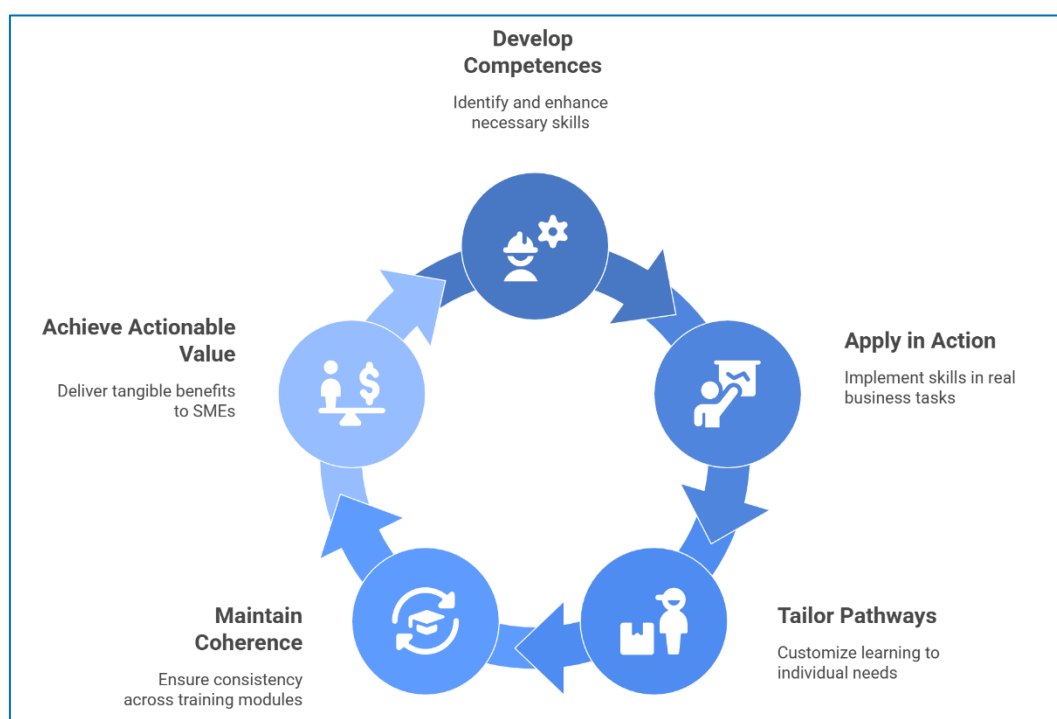 Develop
Competences
Identify and enhance
necessary skills
Apply in Action
Implement skills in real
business tasks
Tailor Pathways
Customize learning to
individual needs
Maintain
Coherence
Ensure consistency
across training modules
Achieve Actionable
Value
Deliver tangible benefits
to SMEs